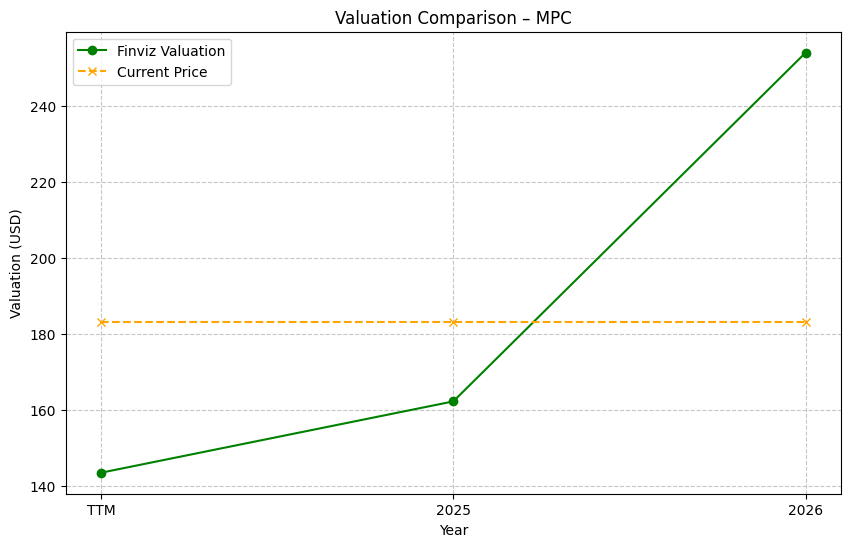 Valuation Comparison – MPC
Finviz Valuation
Current Price
Valuation (USD)
240
220
200
180
160
140
TTM
2025
2026
Year